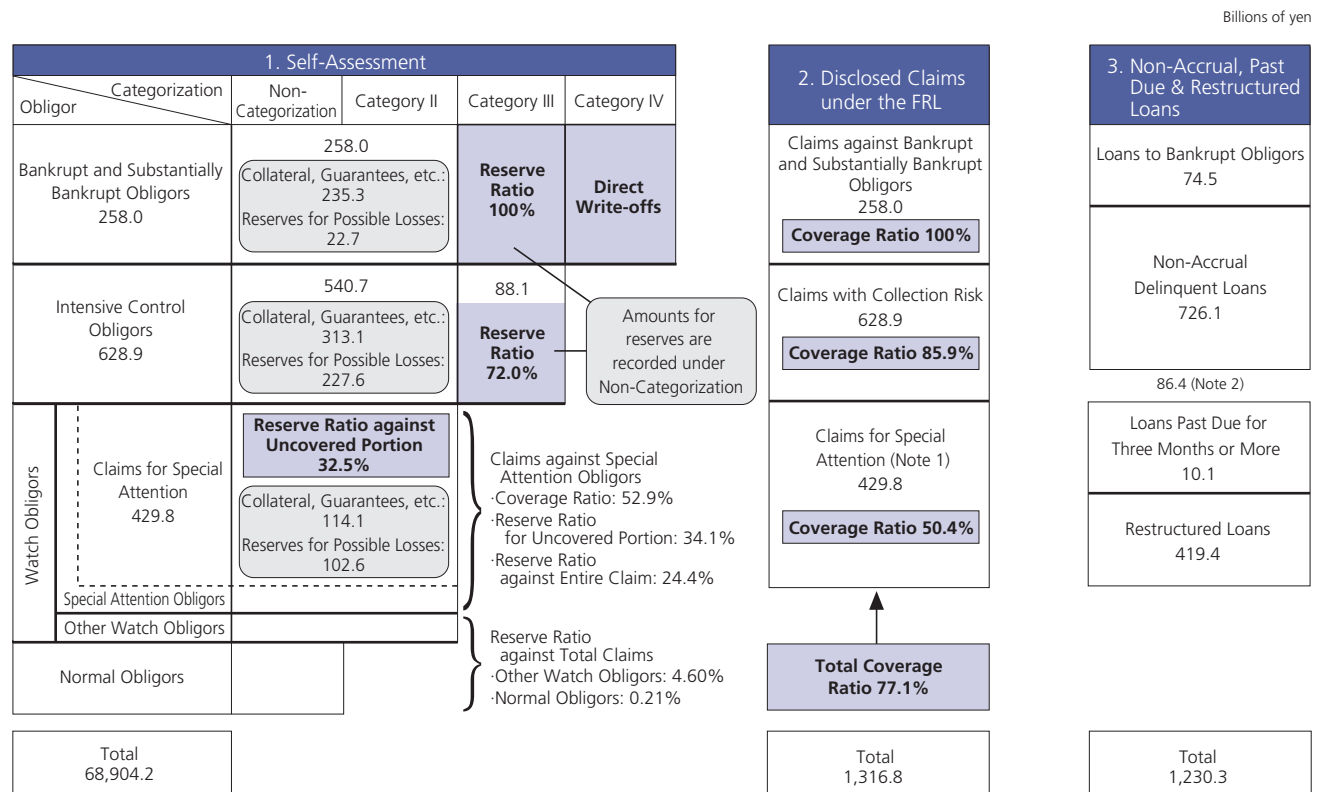 Billions of yen
1. Self-Assessment
Categorization
Obligor
Non-
Categorization
Category II
Category III
Category IV
Bankrupt and Substantially
Bankrupt Obligors
258.0
258.0
Collateral, Guarantees, etc.:
235.3
Reserves for Possible Losses:
22.7
Reserve
Ratio
100%
Direct
Write-offs
Intensive Control
Obligors
628.9
540.7
Collateral, Guarantees, etc.:
313.1
Reserves for Possible Losses:
227.6
88.1
Reserve
Ratio
72.0%
Amounts for
reserves are
recorded under
Non-Categorization
Watch Obligors
Claims for Special
Attention
429.8
Reserve Ratio against
Uncovered Portion
32.5%
Collateral, Guarantees, etc.:
114.1
Reserves for Possible Losses:
102.6
Special Attention Obligors
Other Watch Obligors
Normal Obligors
Claims against Special
Attention Obligors
·Coverage Ratio: 52.9%
·Reserve Ratio
for Uncovered Portion: 34.1%
·Reserve Ratio
against Entire Claim: 24.4%
Reserve Ratio
against Total Claims
·Other Watch Obligors: 4.60%
·Normal Obligors: 0.21%
Total
68,904.2
2. Disclosed Claims
under the FRL
Claims against Bankrupt
and Substantially Bankrupt
Obligors
258.0
Coverage Ratio 100%
Claims with Collection Risk
628.9
Coverage Ratio 85.9%
Claims for Special
Attention (Note 1)
429.8
Coverage Ratio 50.4%
Total Coverage
Ratio 77.1%
Total
1,316.8
3. Non-Accrual, Past
Due & Restructured
Loans
Loans to Bankrupt Obligors
74.5
Non-Accrual
Delinquent Loans
726.1
86.4 (Note 2)
Loans Past Due for
Three Months or More
10.1
Restructured Loans
419.4
Total
1,230.3